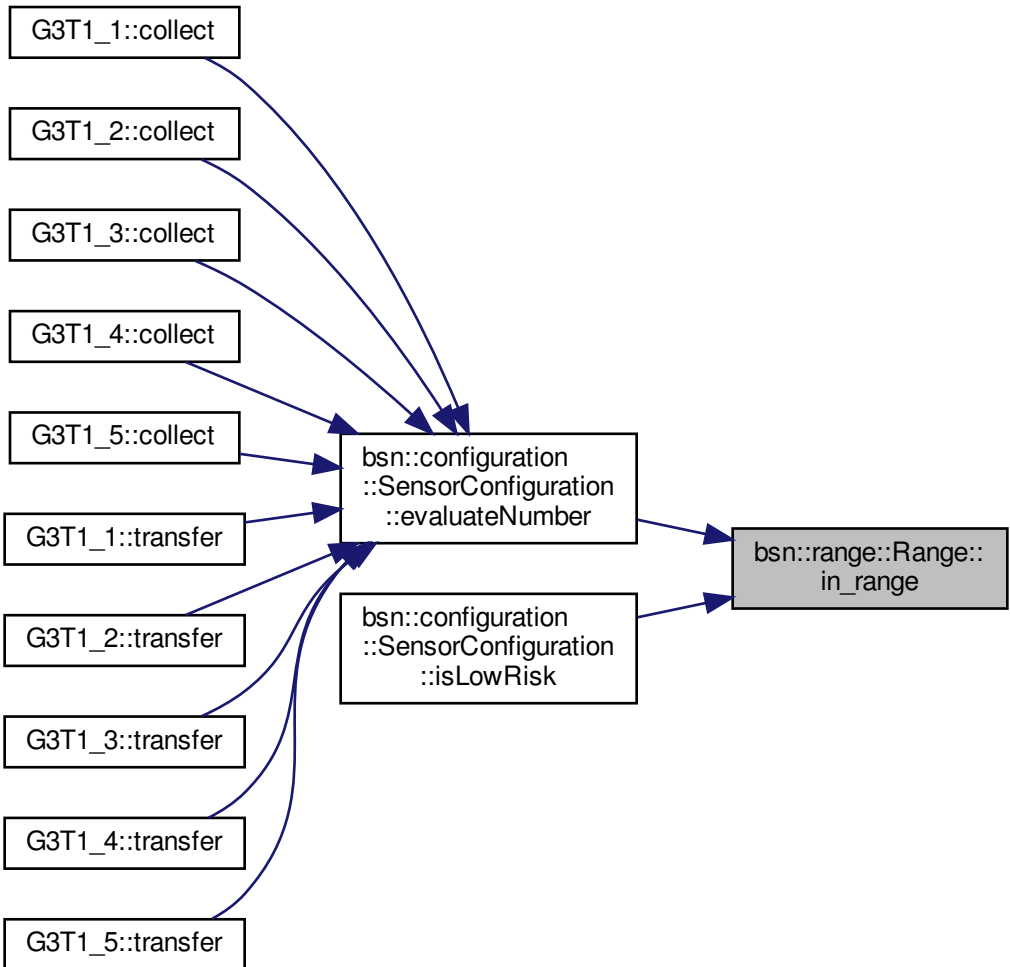 G3T1_1::collect
G3T1_2::collect
G3T1_3::collect
G3T1_4::collect
G3T1_5::collect
G3T1_1::transfer
G3T1_2::transfer
G3T1_3::transfer
G3T1_4::transfer
G3T1_5::transfer
bsn::configuration
::SensorConfiguration
::evaluateNumber
bsn::configuration
::SensorConfiguration
::isLowRisk
bsn::range::Range::
in_range